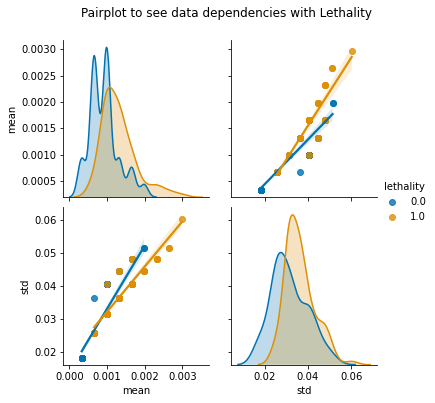 Pairplot to see data dependencies with Lethality
0.0030
0.0025
0.0020
0.0015
0.0010
0.0005
mean
lethality
0.0
1.0
0.06
0.05
0.04
0.03
0.02
std
0.000 0.001 0.002 0.003
mean
0.02 0.04 0.06
std